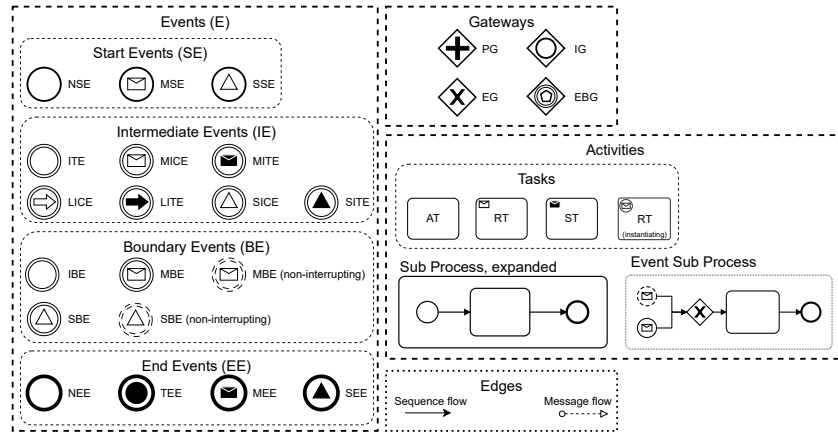 Events (E)
Start Events (SE)
NSE MSE SSE
Intermediate Events (IE)
ITE MICE MITE
LICE LITE SICE SITE
Boundary Events (BE)
IBE MBE MBE (non-interrupting)
SBE SBE (non-interrupting)
End Events (EE)
NEE TEE MEE SEE
Gateways
PG IG
EG EBG
Activities
Tasks
AT RT ST RT
(instantiating)
Sub Process, expanded
Event Sub Process
Edges
Sequence flow Message flow